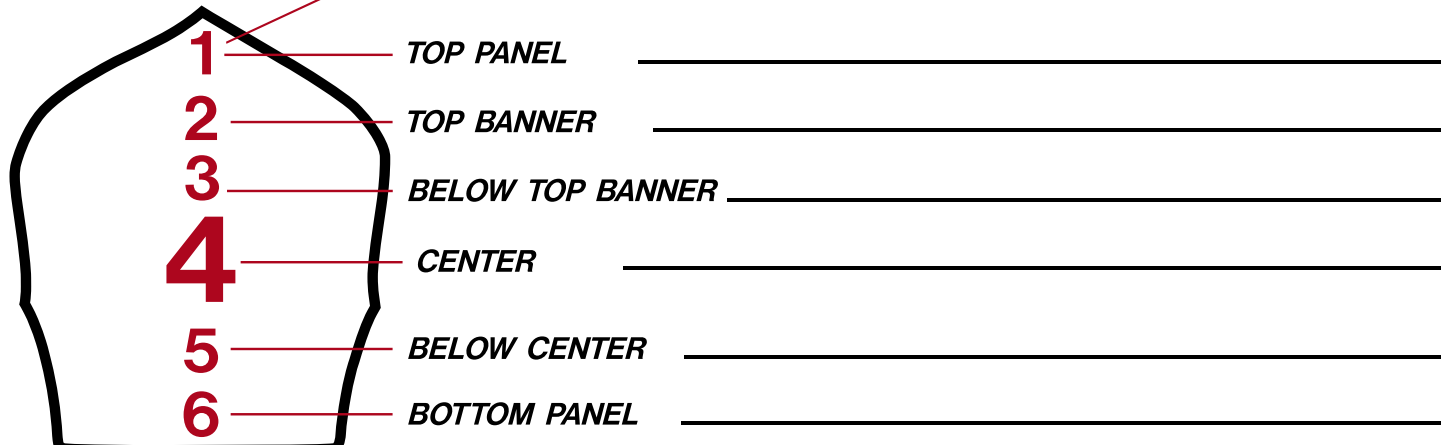 1 TOP PANEL
2 TOP BANNER
3 BELOW TOP BANNER
4 CENTER
5 BELOW CENTER
6 BOTTOM PANEL